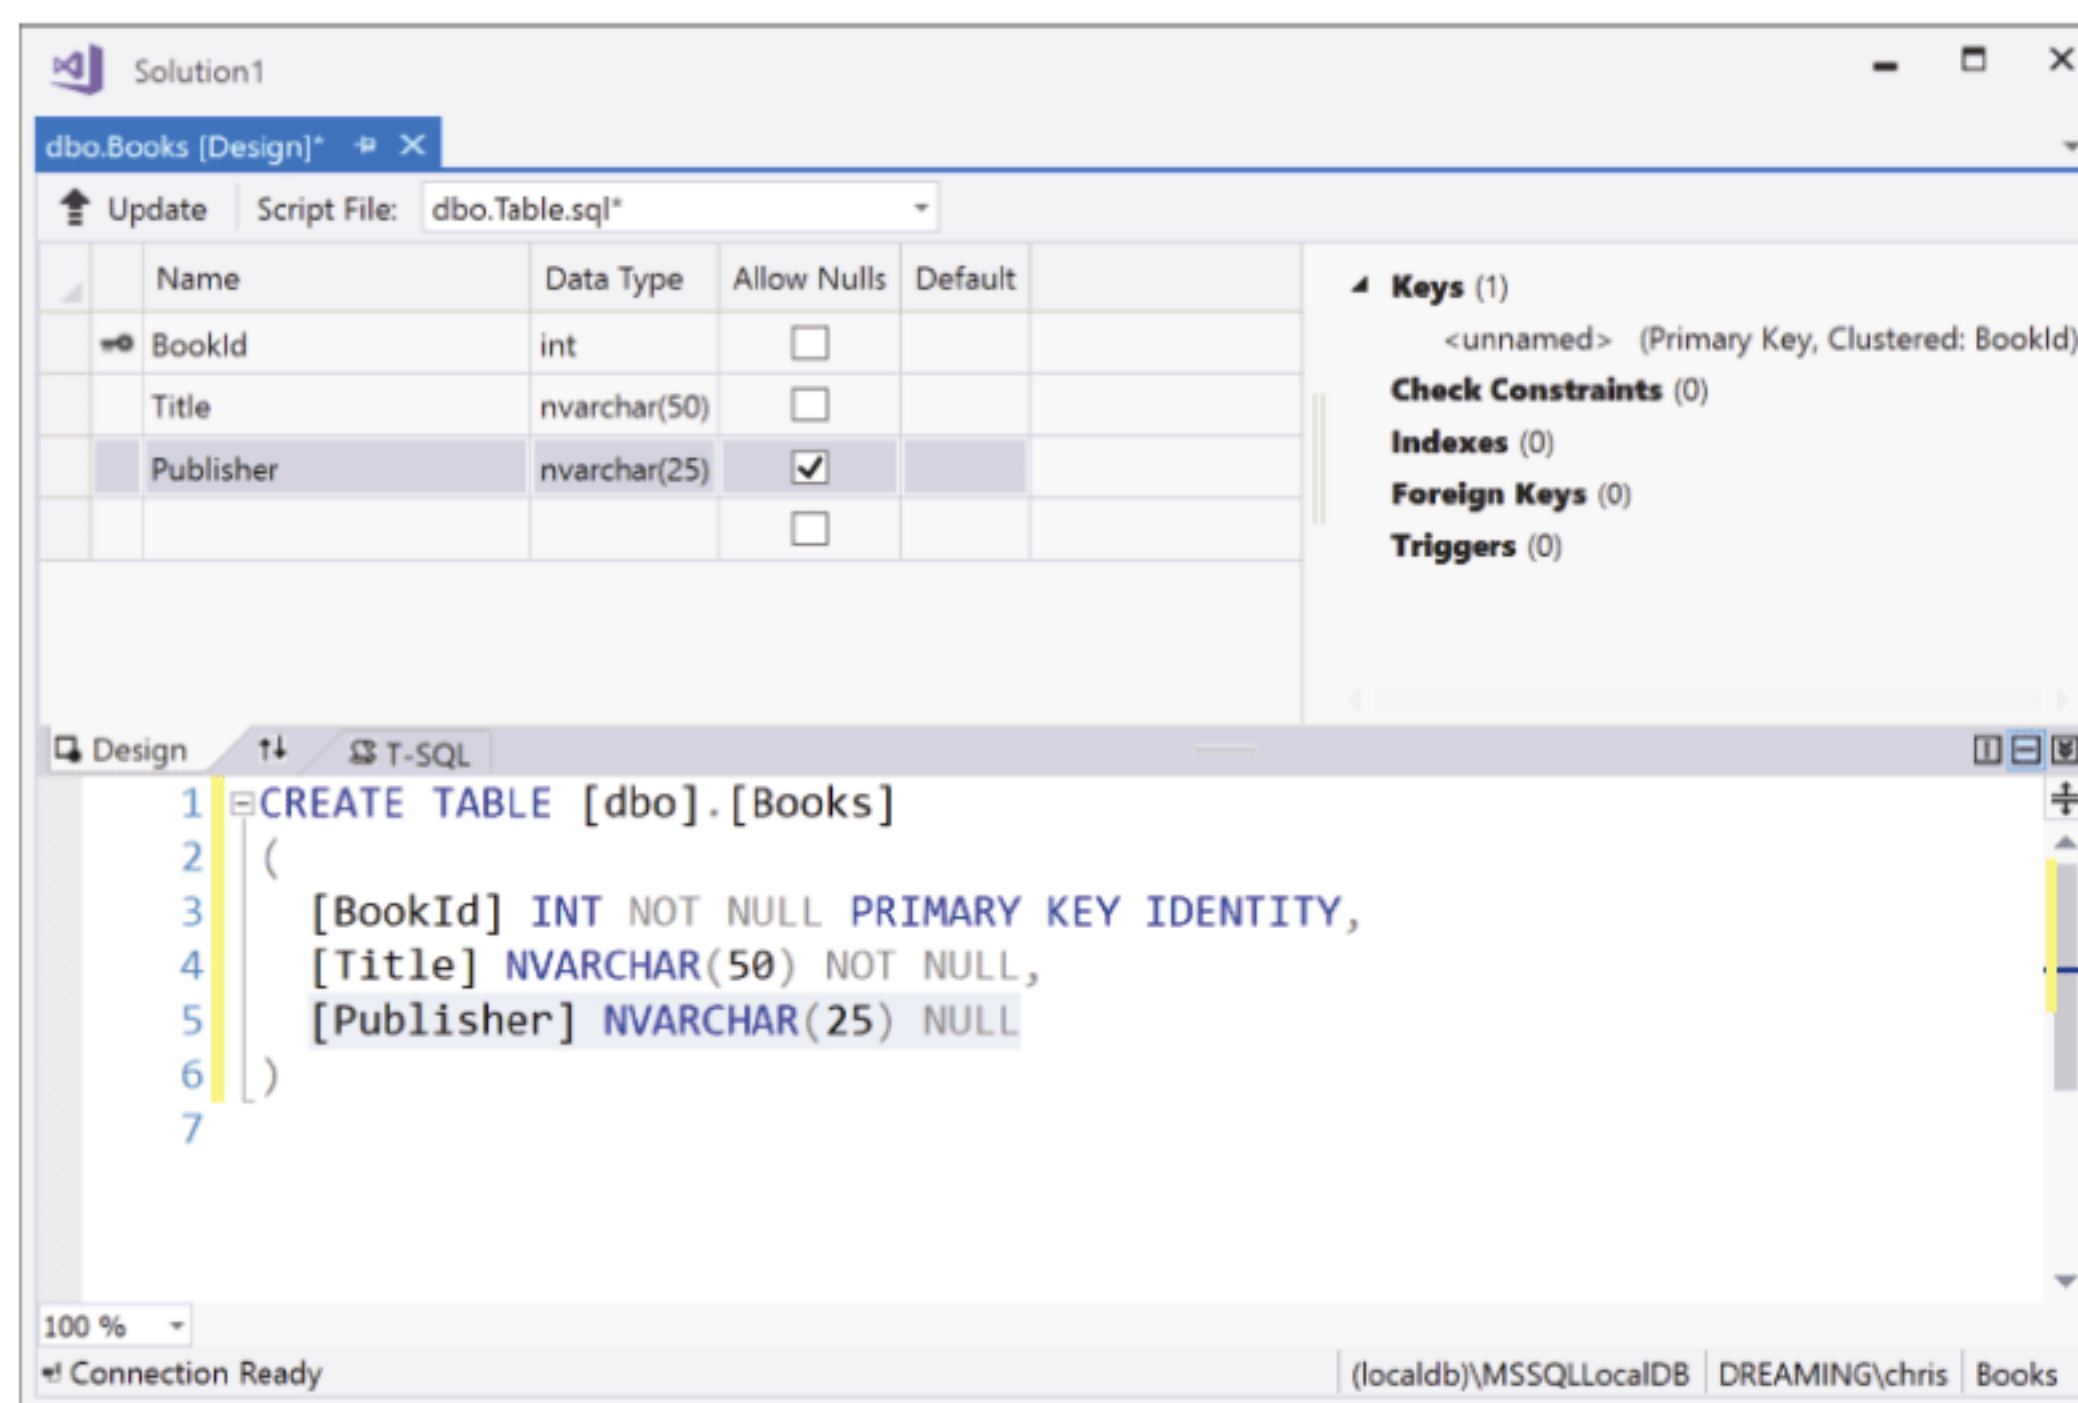 Solution1
dbo.Books [Design]*
Update Script File: dbo.Table.sql*
Name Data Type Allow Nulls Default
BookId int
Title nvarchar(50)
Publisher nvarchar(25)
Keys (1)
<unnamed> (Primary Key, Clustered: BookId)
Check Constraints (0)
Indexes (0)
Foreign Keys (0)
Triggers (0)
Design T-SQL
1 CREATE TABLE [dbo].[Books]
2 (
3 [BookId] INT NOT NULL PRIMARY KEY IDENTITY,
4 [Title] NVARCHAR(50) NOT NULL,
5 [Publisher] NVARCHAR(25) NULL
6 )
7
100 %
Connection Ready (localdb)\MSSQLLocalDB DREAMING\chris Books